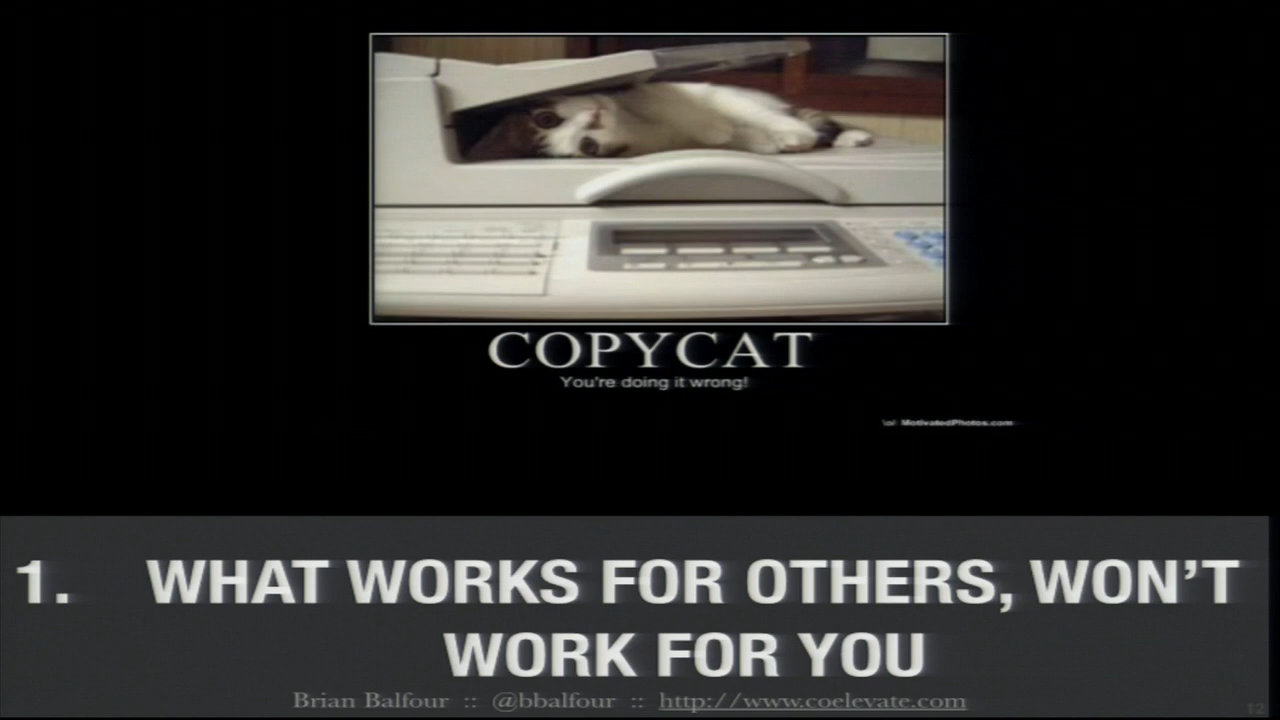 COPYCAT
You're doing it wrong!
MotivatedPhotos.com
1. WHAT WORKS FOR OTHERS, WON'T
WORK FOR YOU
Brian Balfour :: @bbalfour :: http://www.coelevate.com
12